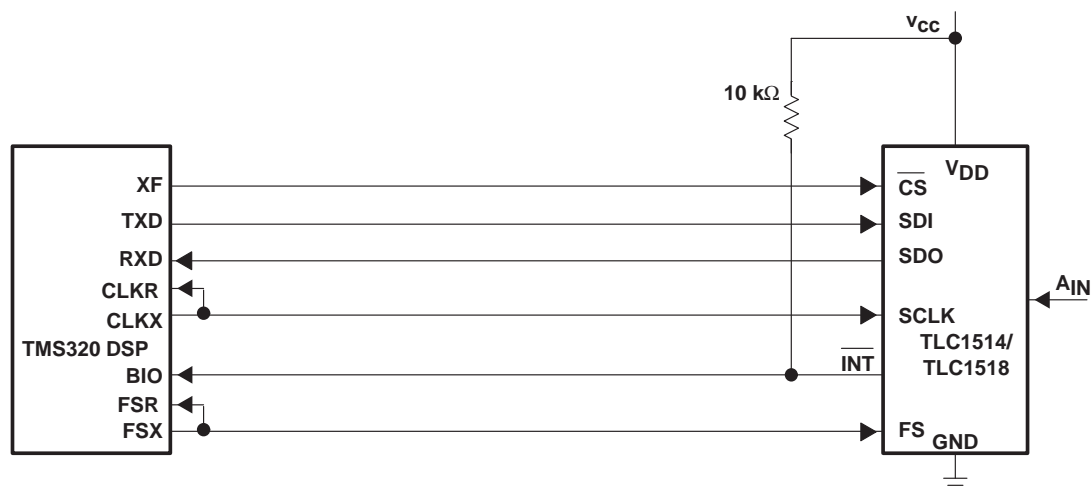 vCC
10 kΩ
VDD
XF
CS
TXD
SDI
RXD
SDO
CLKR
AIN
CLKX
SCLK
TMS320 DSP
TLC1514/
TLC1518
BIO
INT
FSR
FSX
FS
GND